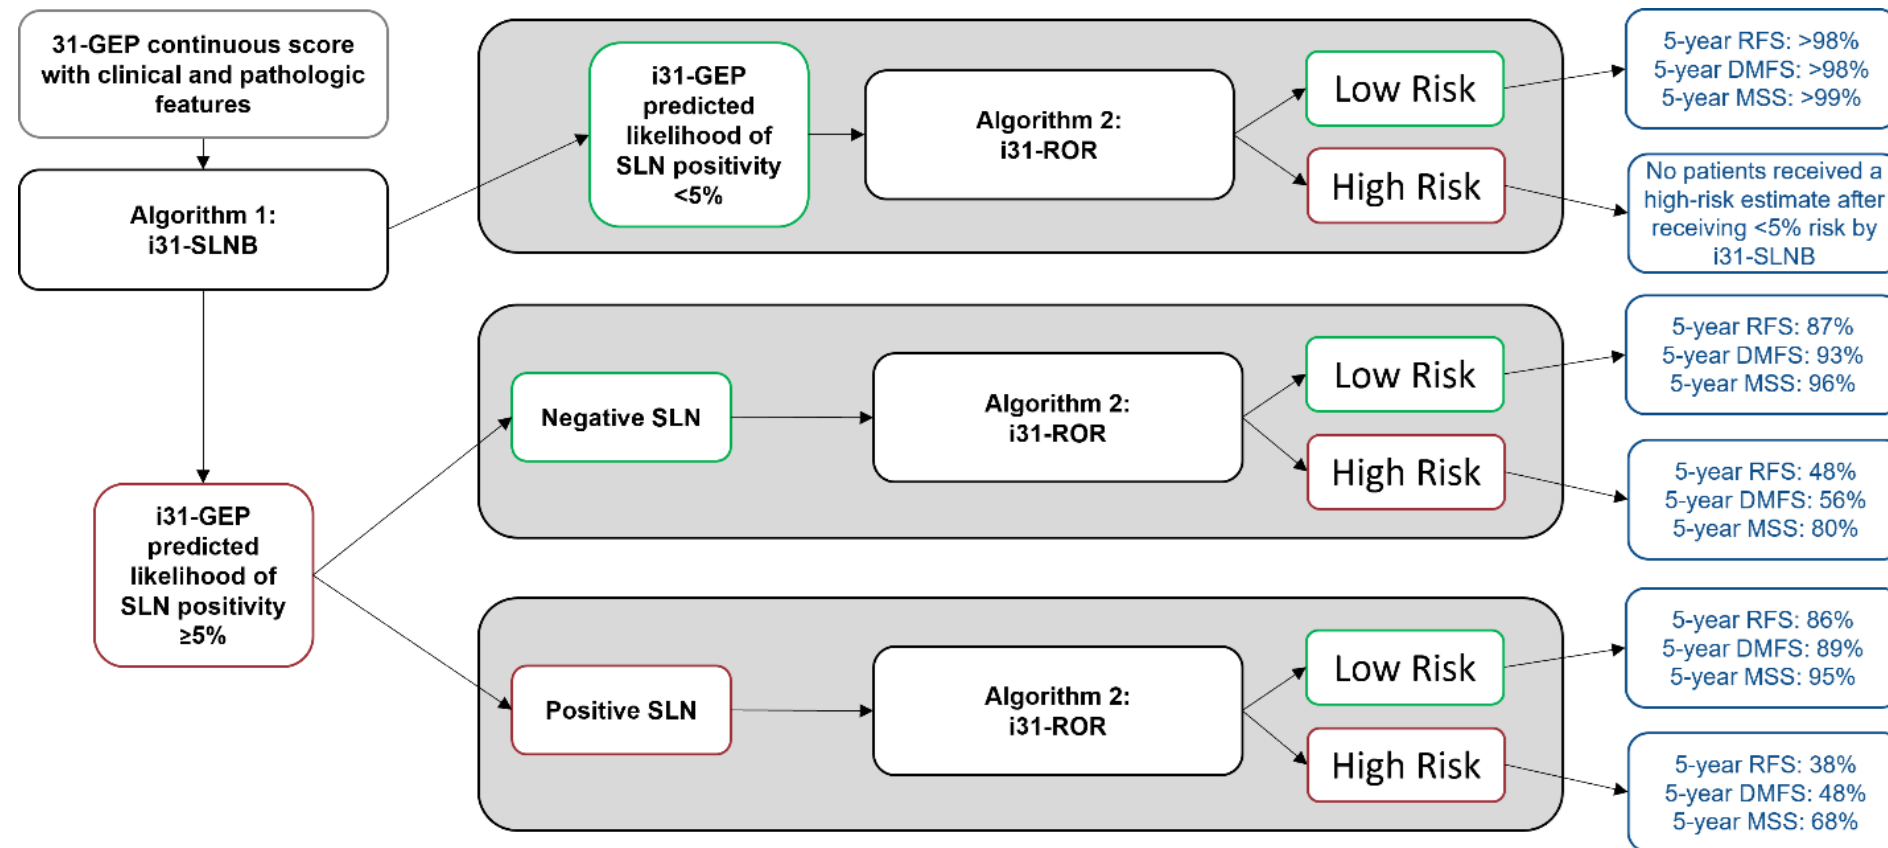 31-GEP continuous score
with clinical and pathologic
features
Algorithm 1:
i31-SLNB
i31-GEP
predicted
likelihood of
SLN positivity
<5%
Algorithm 2:
i31-ROR
Low Risk
High Risk
5-year RFS: >98%
5-year DMFS: >98%
5-year MSS: >99%
No patients received a
high-risk estimate after
receiving <5% risk by
i31-SLNB
i31-GEP
predicted
likelihood of
SLN positivity
≥5%
Negative SLN
Algorithm 2:
i31-ROR
Low Risk
High Risk
5-year RFS: 87%
5-year DMFS: 93%
5-year MSS: 96%
5-year RFS: 48%
5-year DMFS: 56%
5-year MSS: 80%
Positive SLN
Algorithm 2:
i31-ROR
Low Risk
High Risk
5-year RFS: 86%
5-year DMFS: 89%
5-year MSS: 95%
5-year RFS: 38%
5-year DMFS: 48%
5-year MSS: 68%